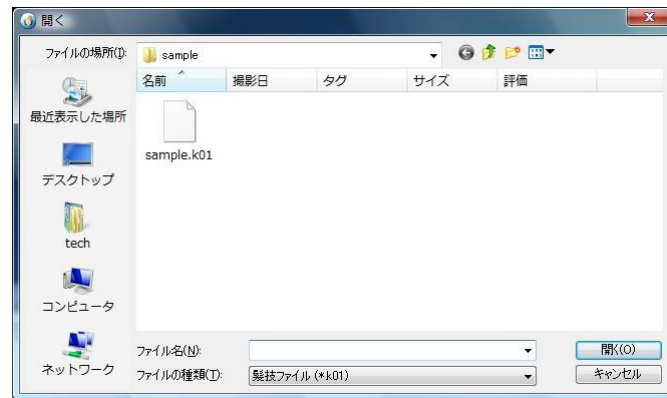 開く
ファイルの場所(I):
sample
名前 撮影日 タグ サイズ 評価
最近表示した場所
sample.k01
デスクトップ
tech
コンピュータ
ネットワーク
ファイル名(N):
開く(O)
ファイルの種類(T):
髪技ファイル (*.k01)
キャンセル